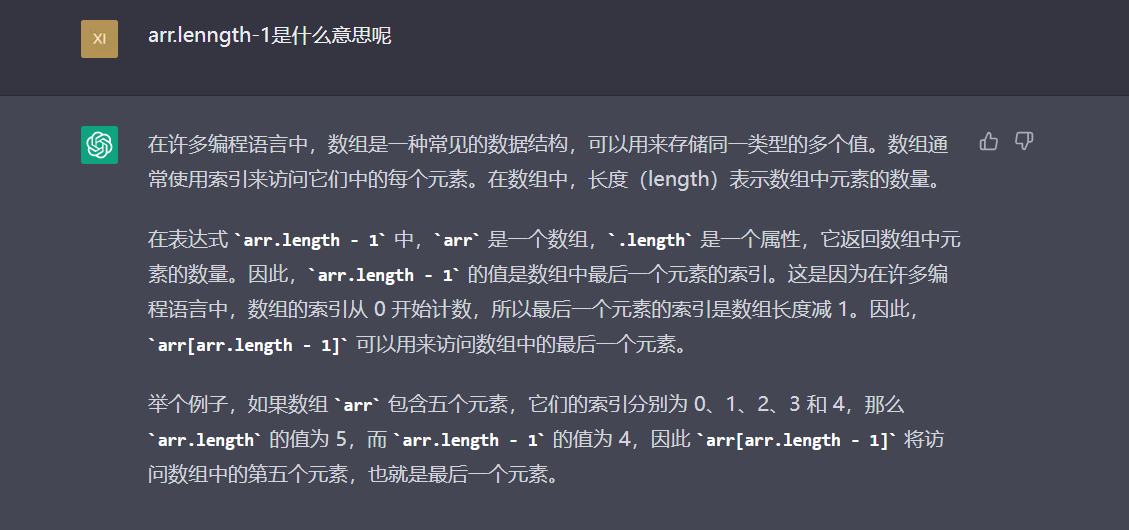 XI
arr.lenngth-1是什么意思呢
在许多编程语言中，数组是一种常见的数据结构，可以用来存储同一类型的多个值。数组通
常使用索引来访问它们中的每个元素。在数组中，长度（length）表示数组中元素的数量。
在表达式 `arr.length - 1` 中，`arr` 是一个数组，`.length` 是一个属性，它返回数组中元
素的数量。因此，`arr.length - 1` 的值是数组中最后一个元素的索引。这是因为在许多编
程语言中，数组的索引从 0 开始计数，所以最后一个元素的索引是数组长度减 1。因此，
`arr[arr.length - 1]` 可以用来访问数组中的最后一个元素。
举个例子，如果数组 `arr` 包含五个元素，它们的索引分别为 0、1、2、3 和 4，那么
`arr.length` 的值为 5，而 `arr.length - 1` 的值为 4，因此 `arr[arr.length - 1]` 将访
问数组中的第五个元素，也就是最后一个元素。